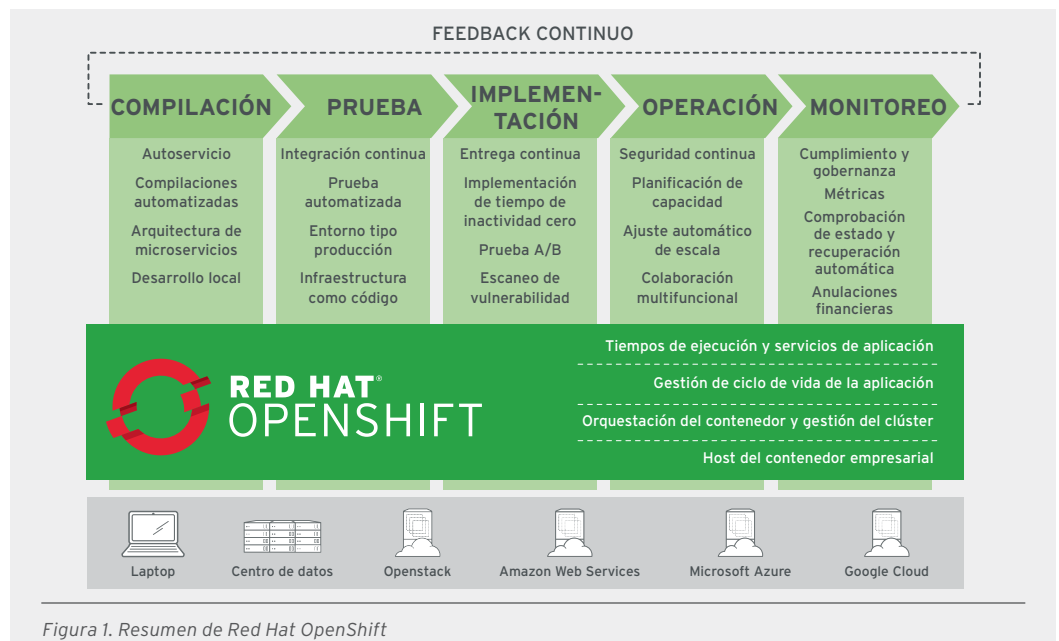 FEEDBACK CONTINUO
COMPILACIÓN
PRUEBA
IMPLEMEN-
TACIÓN
OPERACIÓN
MONITOREO
Autoservicio
Compilaciones
automatizadas
Arquitectura de
microservicios
Desarrollo local
Integración continua
Prueba
automatizada
Entorno tipo
producción
Infraestructura
como código
Entrega continua
Implementación
de tiempo de
inactividad cero
Prueba A/B
Escaneo de
vulnerabilidad
Seguridad continua
Planificación de
capacidad
Ajuste automático
de escala
Colaboración
multifuncional
Cumplimiento y
gobernanza
Métricas
Comprobación
de estado y
recuperación
automática
Anulaciones
financieras
RED HAT®
OPENSHIFT
Tiempos de ejecución y servicios de aplicación
Gestión de ciclo de vida de la aplicación
Orquestación del contenedor y gestión del clúster
Host del contenedor empresarial
Laptop
Centro de datos
Openstack
Amazon Web Services
Microsoft Azure
Google Cloud
Figura 1. Resumen de Red Hat OpenShift